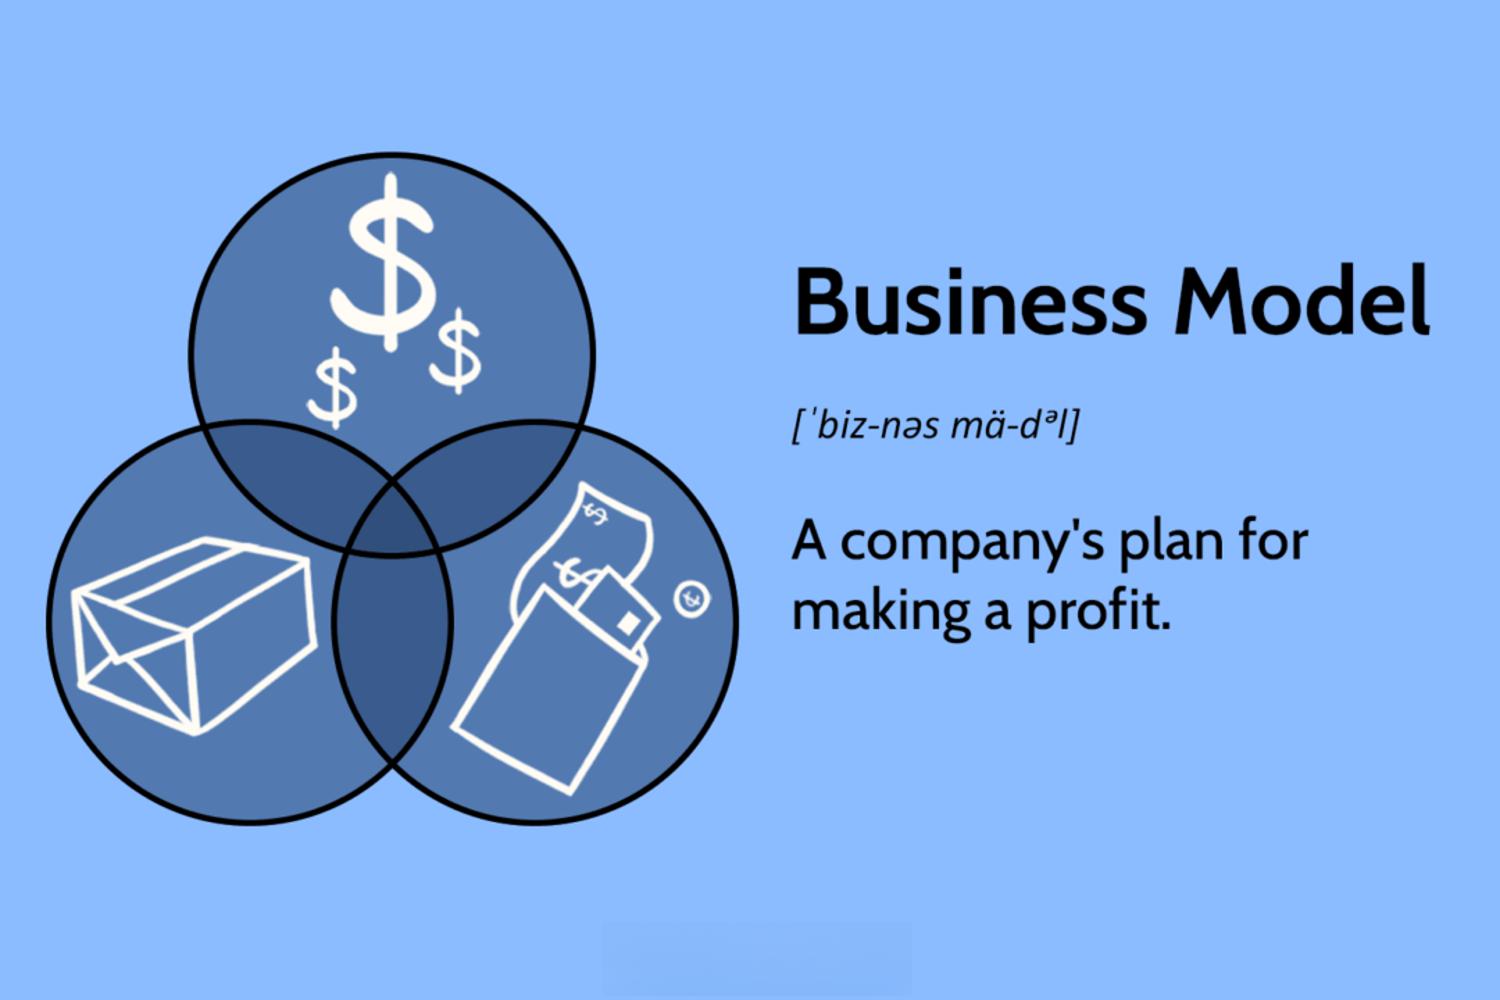 $
$
$
$
$
Business Model
[ˈbiz-nəs mä-dᵊl]
A company's plan for
making a profit.